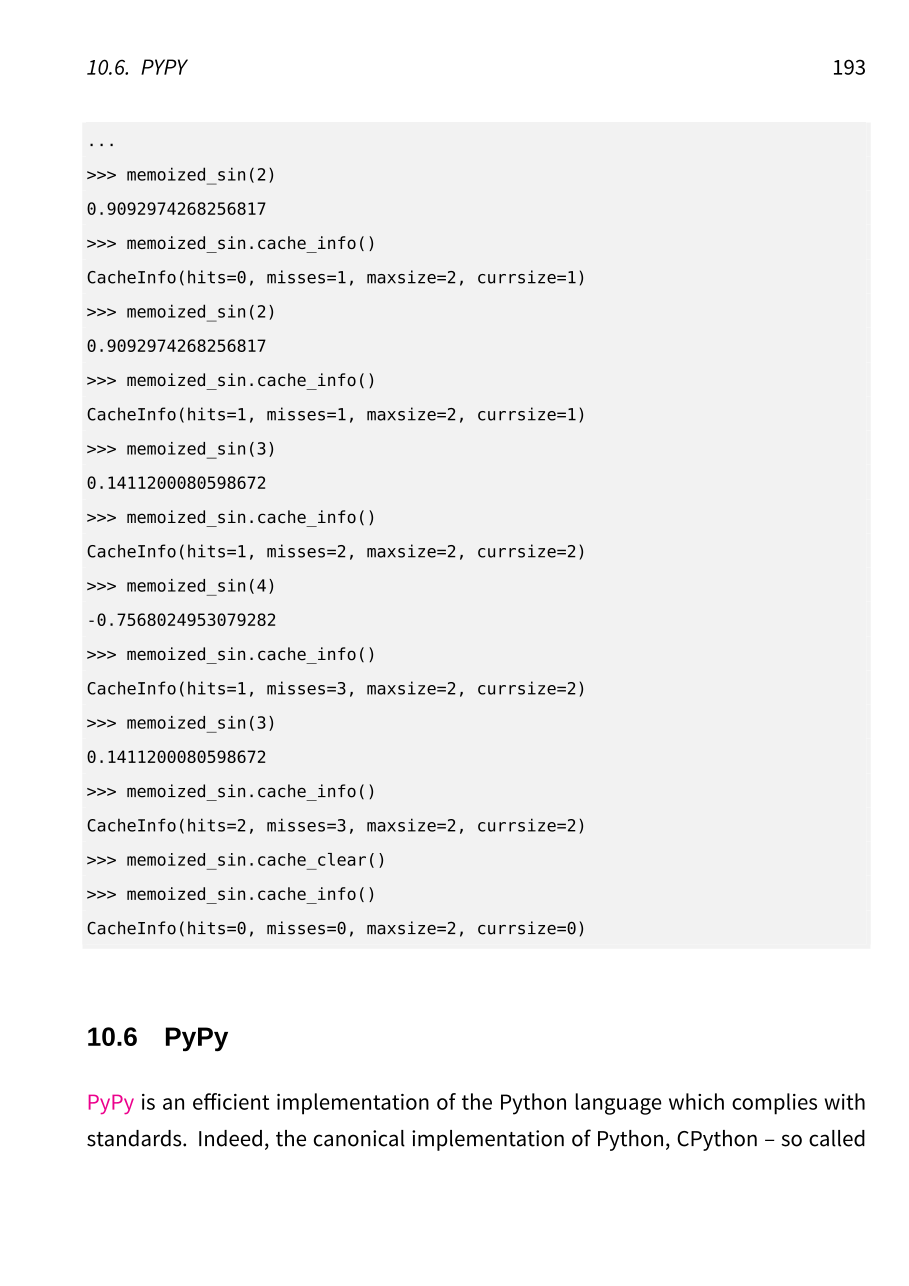 10.6. PYPY 193
...
>>> memoized_sin(2)
0.9092974268256817
>>> memoized_sin.cache_info()
CacheInfo(hits=0, misses=1, maxsize=2, currsize=1)
>>> memoized_sin(2)
0.9092974268256817
>>> memoized_sin.cache_info()
CacheInfo(hits=1, misses=1, maxsize=2, currsize=1)
>>> memoized_sin(3)
0.1411200080598672
>>> memoized_sin.cache_info()
CacheInfo(hits=1, misses=2, maxsize=2, currsize=2)
>>> memoized_sin(4)
-0.7568024953079282
>>> memoized_sin.cache_info()
CacheInfo(hits=1, misses=3, maxsize=2, currsize=2)
>>> memoized_sin(3)
0.1411200080598672
>>> memoized_sin.cache_info()
CacheInfo(hits=2, misses=3, maxsize=2, currsize=2)
>>> memoized_sin.cache_clear()
>>> memoized_sin.cache_info()
CacheInfo(hits=0, misses=0, maxsize=2, currsize=0)
10.6 PyPy
PyPy is an efficient implementation of the Python language which complies with
standards. Indeed, the canonical implementation of Python, CPython – so called